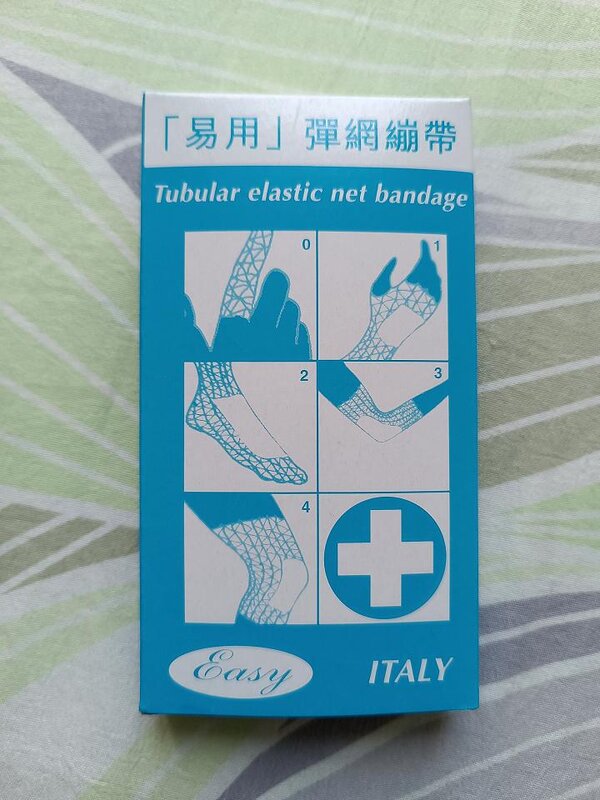 「易用」彈網繃帶
Tubular elastic net bandage
0
1
2
3
4
Easy
ITALY